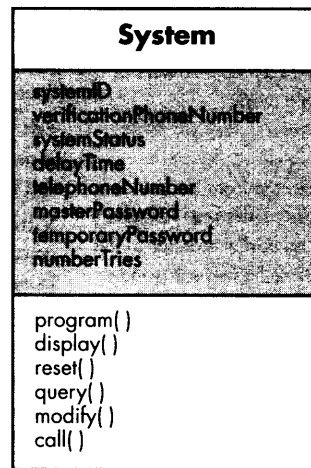 System
systemID
verificationPhoneNumber
systemStatus
delayTime
telephoneNumber
masterPassword
temporaryPassword
numberTries
program( )
display( )
reset( )
query( )
modify( )
call( )